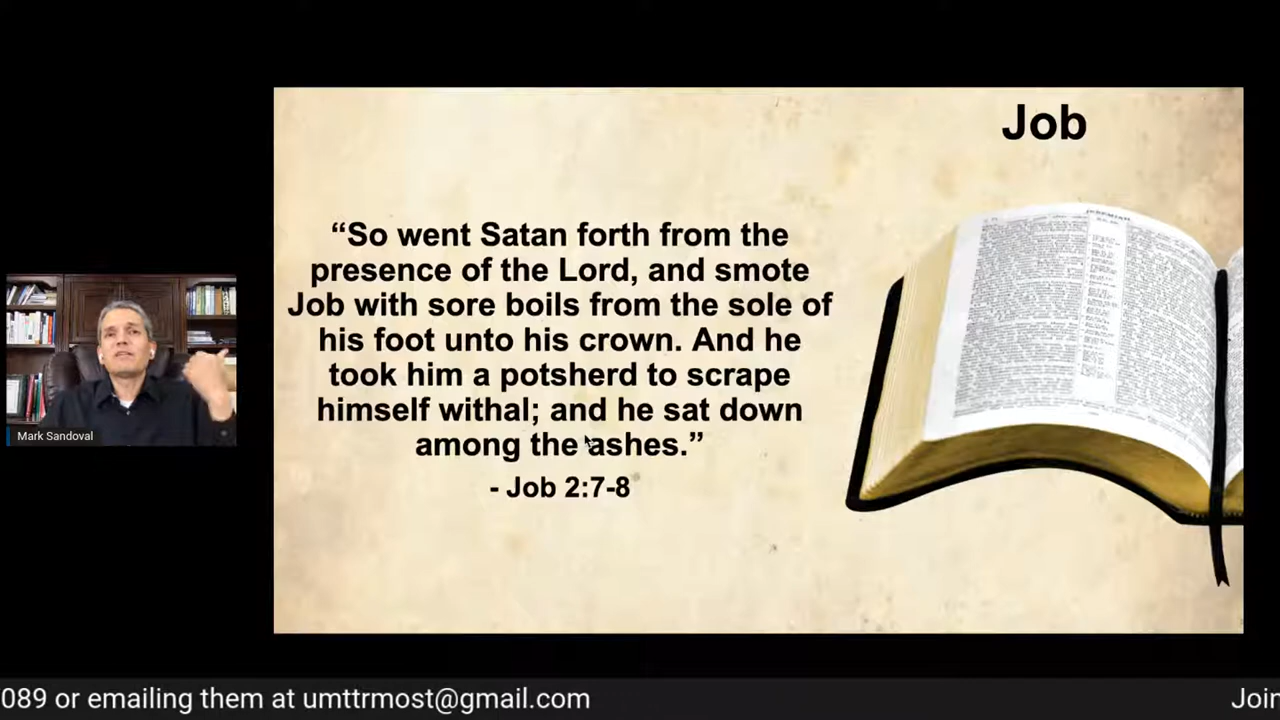 Job
“So went Satan forth from the
presence of the Lord, and smote
Job with sore boils from the sole of
his foot unto his crown. And he
took him a potsherd to scrape
himself withal; and he sat down
among the ashes.”
- Job 2:7-8
JEREMIAH
Mark Sandoval
089 or emailing them at umttrmost@gmail.com
Join